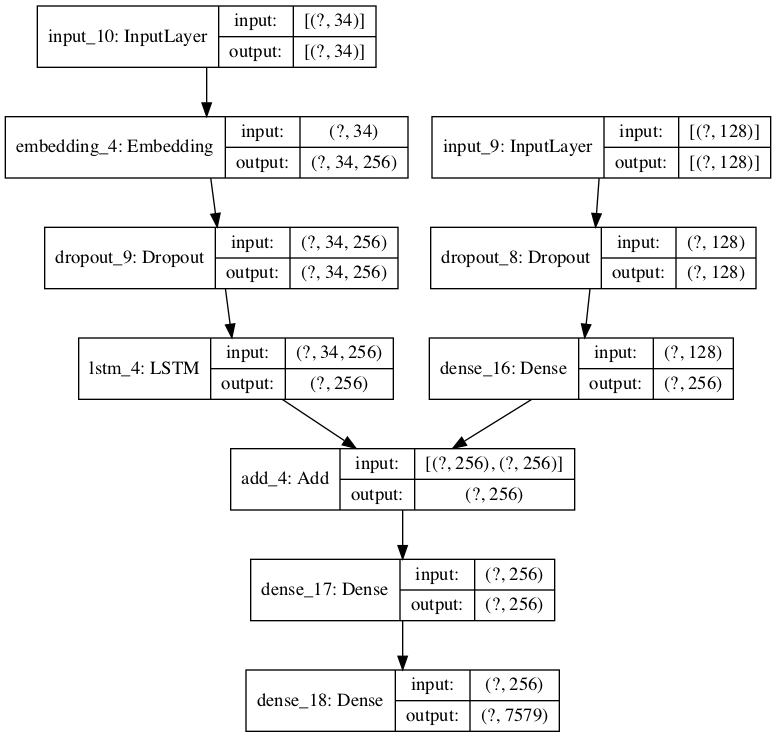 input_10: InputLayer
input: [(?, 34)]
output: [(?, 34)]
embedding_4: Embedding
input: (?, 34)
output: (?, 34, 256)
input_9: InputLayer
input: [(?, 128)]
output: [(?, 128)]
dropout_9: Dropout
input: (?, 34, 256)
output: (?, 34, 256)
dropout_8: Dropout
input: (?, 128)
output: (?, 128)
lstm_4: LSTM
input: (?, 34, 256)
output: (?, 256)
dense_16: Dense
input: (?, 128)
output: (?, 256)
add_4: Add
input: [(?, 256), (?, 256)]
output: (?, 256)
dense_17: Dense
input: (?, 256)
output: (?, 256)
dense_18: Dense
input: (?, 256)
output: (?, 7579)